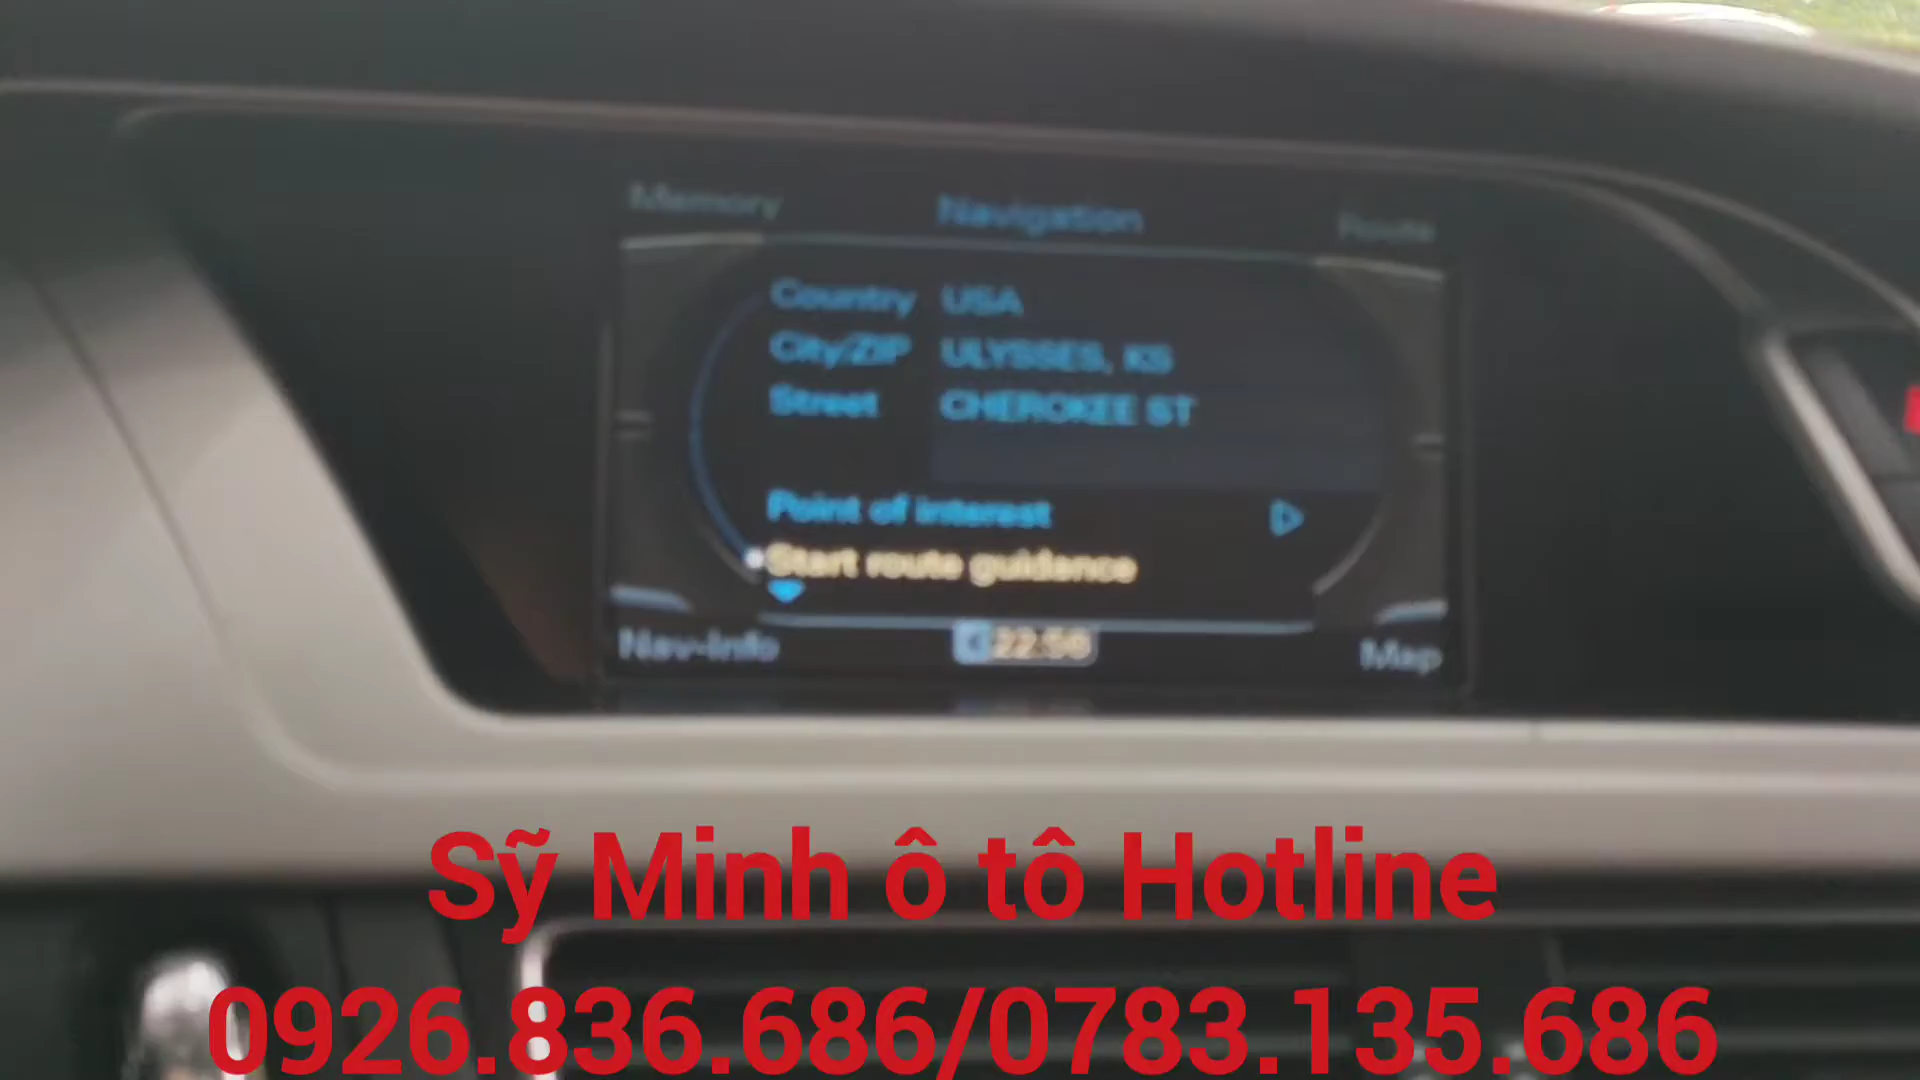 Memory Navigation Route
Country USA
City/ZIP ULYSSES, KS
Street CHEROKEE ST
Point of interest
Start route guidance
Nav-Info 22:58 Map
Sỹ Minh ô tô Hotline
0926.836.686/0783.135.686